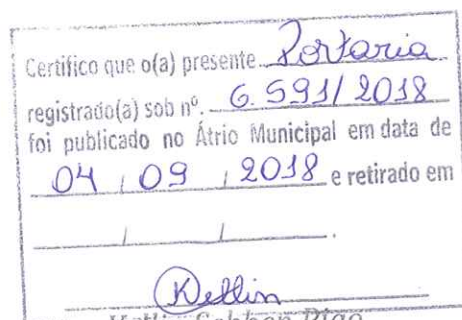 Certifico que o(a) presente Portaria
registrado(a) sob nº. 6.591/2018
foi publicado no Átrio Municipal em data de
04 / 09 / 2018 e retirado em
/ /  .
Kellin